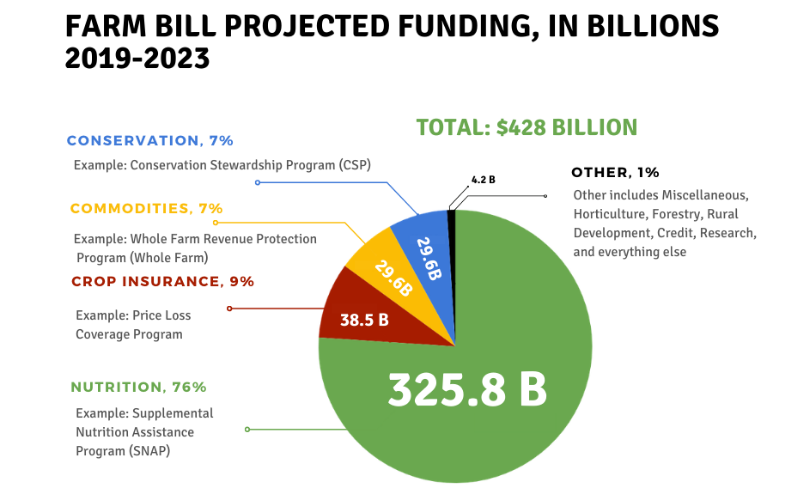 FARM BILL PROJECTED FUNDING, IN BILLIONS
2019-2023
TOTAL: $428 BILLION
CONSERVATION, 7%
Example: Conservation Stewardship Program (CSP)
COMMODITIES, 7%
Example: Whole Farm Revenue Protection
Program (Whole Farm)
CROP INSURANCE, 9%
Example: Price Loss
Coverage Program
NUTRITION, 76%
Example: Supplemental
Nutrition Assistance
Program (SNAP)
4.2 B
OTHER, 1%
Other includes Miscellaneous,
Horticulture, Forestry, Rural
Development, Credit, Research,
and everything else
29.6B
29.6B
38.5 B
325.8 B